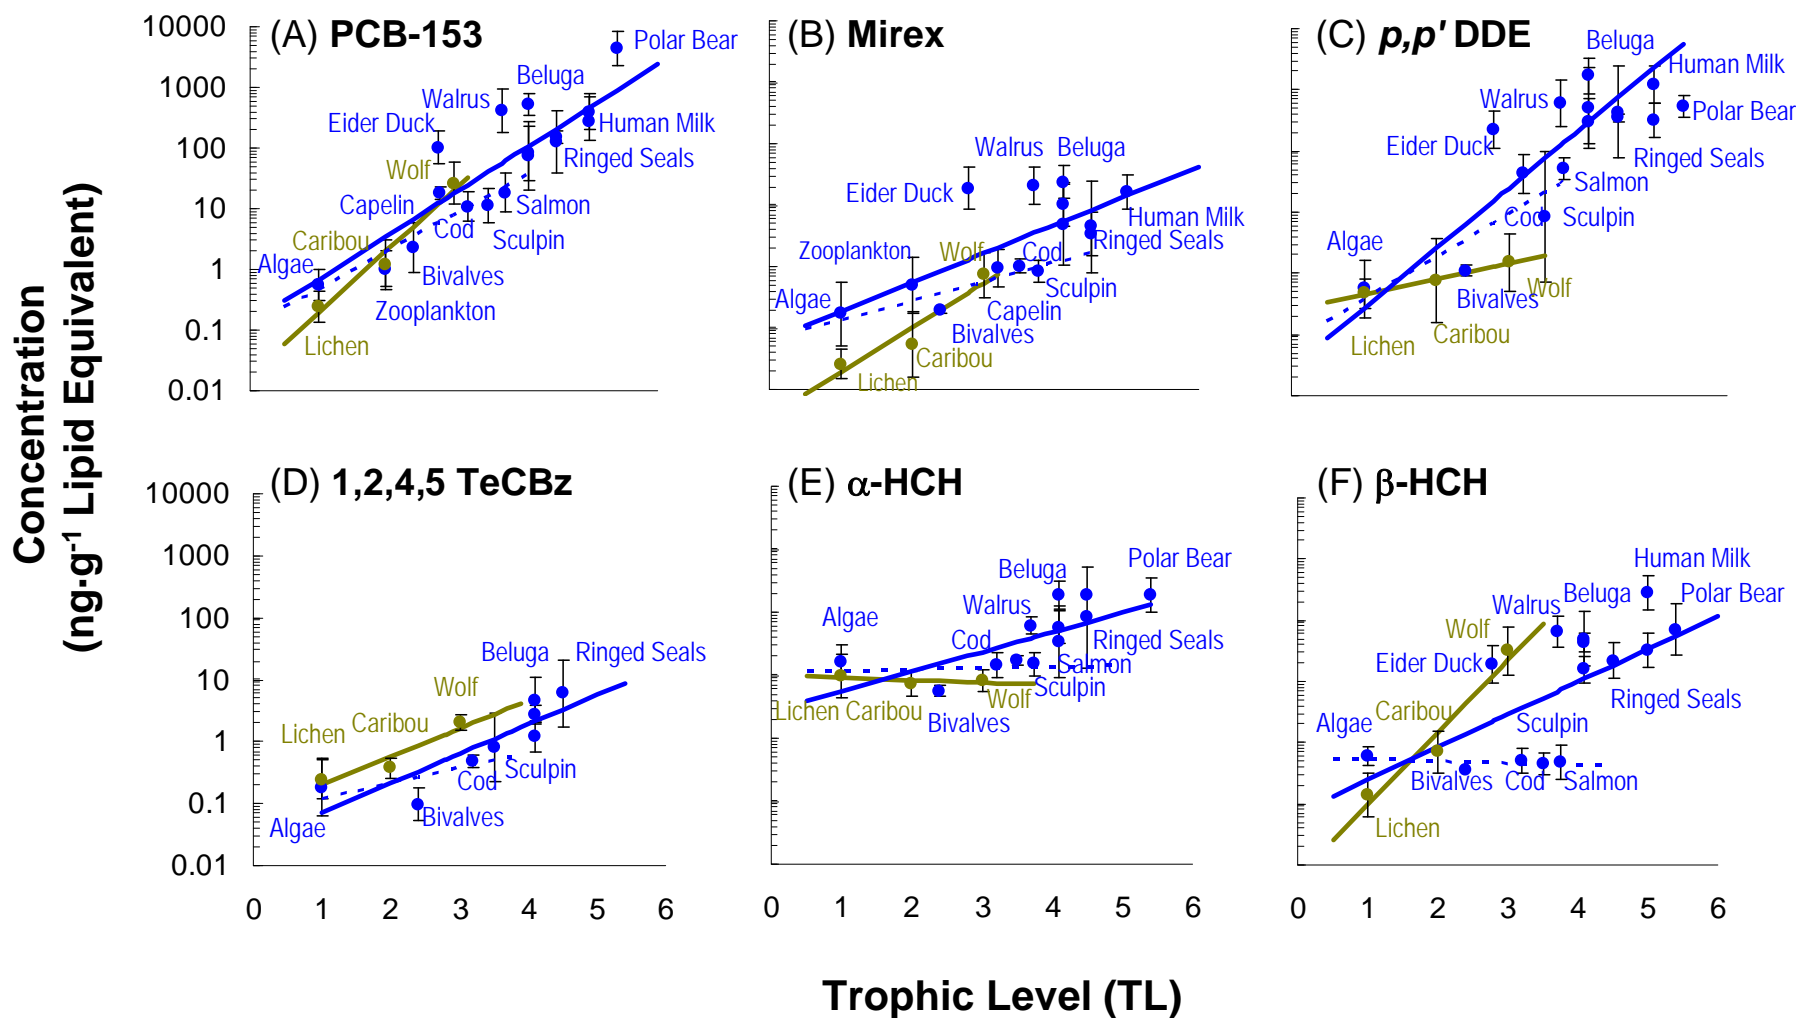 Concentration
(ng·g⁻¹ Lipid Equivalent)
(A) PCB-153
10000
1000
100
10
1
0.1
0.01
Polar Bear
Beluga
Walrus
Eider Duck
Human Milk
Wolf
Ringed Seals
Capelin
Salmon
Caribou
Cod
Sculpin
Algae
Bivalves
Zooplankton
Lichen
(B) Mirex
Walrus
Beluga
Eider Duck
Human Milk
Zooplankton
Wolf
Cod
Ringed Seals
Algae
Sculpin
Capelin
Bivalves
Caribou
Lichen
(C) p,p' DDE
Beluga
Human Milk
Walrus
Polar Bear
Eider Duck
Ringed Seals
Salmon
Cod
Sculpin
Algae
Bivalves
Wolf
Caribou
Lichen
(D) 1,2,4,5 TeCBz
10000
1000
100
10
1
0.1
0.01
Beluga
Ringed Seals
Wolf
Caribou
Lichen
Sculpin
Cod
Bivalves
Algae
0 1 2 3 4 5 6
(E) α-HCH
Polar Bear
Beluga
Walrus
Algae
Cod
Ringed Seals
Salmon
Sculpin
Wolf
Lichen
Caribou
Bivalves
0 1 2 3 4 5 6
(F) β-HCH
Human Milk
Beluga
Polar Bear
Walrus
Wolf
Eider Duck
Ringed Seals
Caribou
Sculpin
Algae
Bivalves
Cod
Salmon
Lichen
0 1 2 3 4 5 6
Trophic Level (TL)